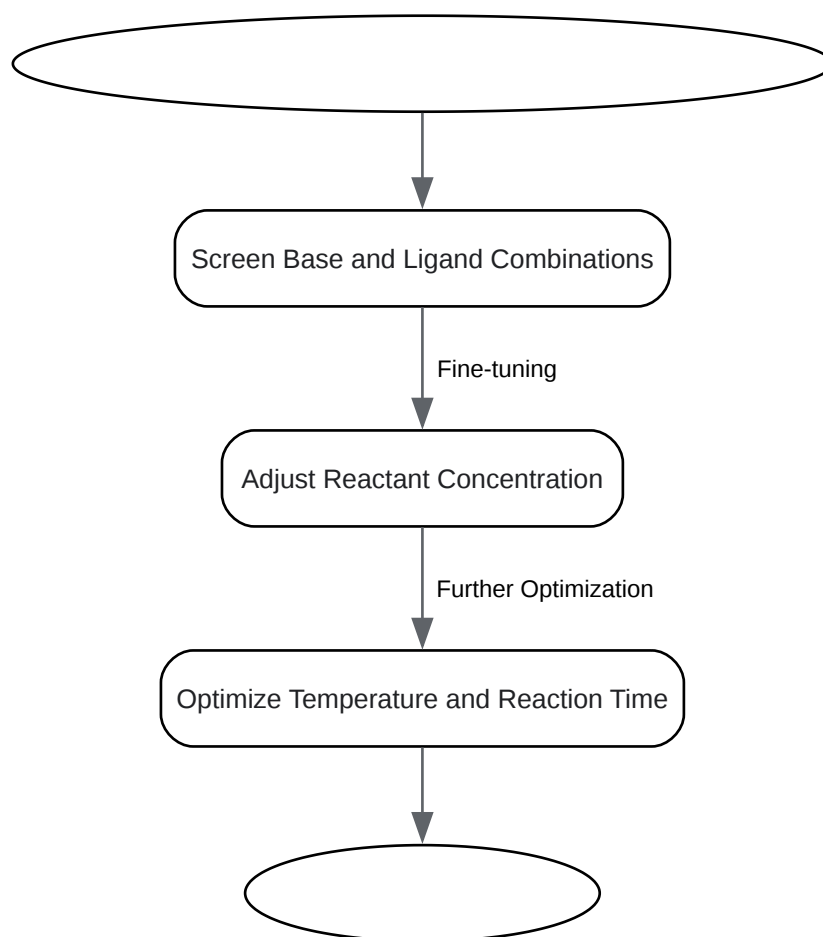 Screen Base and Ligand Combinations
Fine-tuning
Adjust Reactant Concentration
Further Optimization
Optimize Temperature and Reaction Time